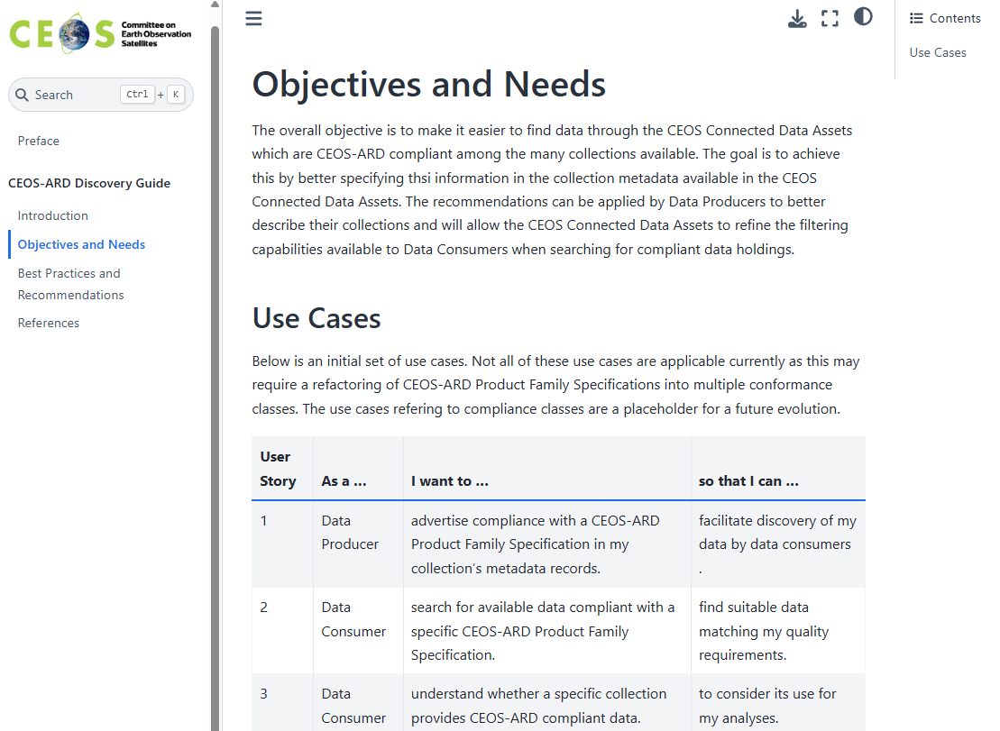 CEOS
Committee on
Earth Observation
Satellites
Search Ctrl + K
Preface
CEOS-ARD Discovery Guide
Introduction
Objectives and Needs
Best Practices and
Recommendations
References
Objectives and Needs
The overall objective is to make it easier to find data through the CEOS Connected Data Assets
which are CEOS-ARD compliant among the many collections available. The goal is to achieve
this by better specifying thsi information in the collection metadata available in the CEOS
Connected Data Assets. The recommendations can be applied by Data Producers to better
describe their collections and will allow the CEOS Connected Data Assets to refine the filtering
capabilities available to Data Consumers when searching for compliant data holdings.
Use Cases
Below is an initial set of use cases. Not all of these use cases are applicable currently as this may
require a refactoring of CEOS-ARD Product Family Specifications into multiple conformance
classes. The use cases refering to compliance classes are a placeholder for a future evolution.
User
Story As a ... I want to ... so that I can ...
1 Data advertise compliance with a CEOS-ARD facilitate discovery of my
Producer Product Family Specification in my data by data consumers
collection's metadata records. .
2 Data search for available data compliant with a find suitable data
Consumer specific CEOS-ARD Product Family matching my quality
Specification. requirements.
3 Data understand whether a specific collection to consider its use for
Consumer provides CEOS-ARD compliant data. my analyses.
Contents
Use Cases